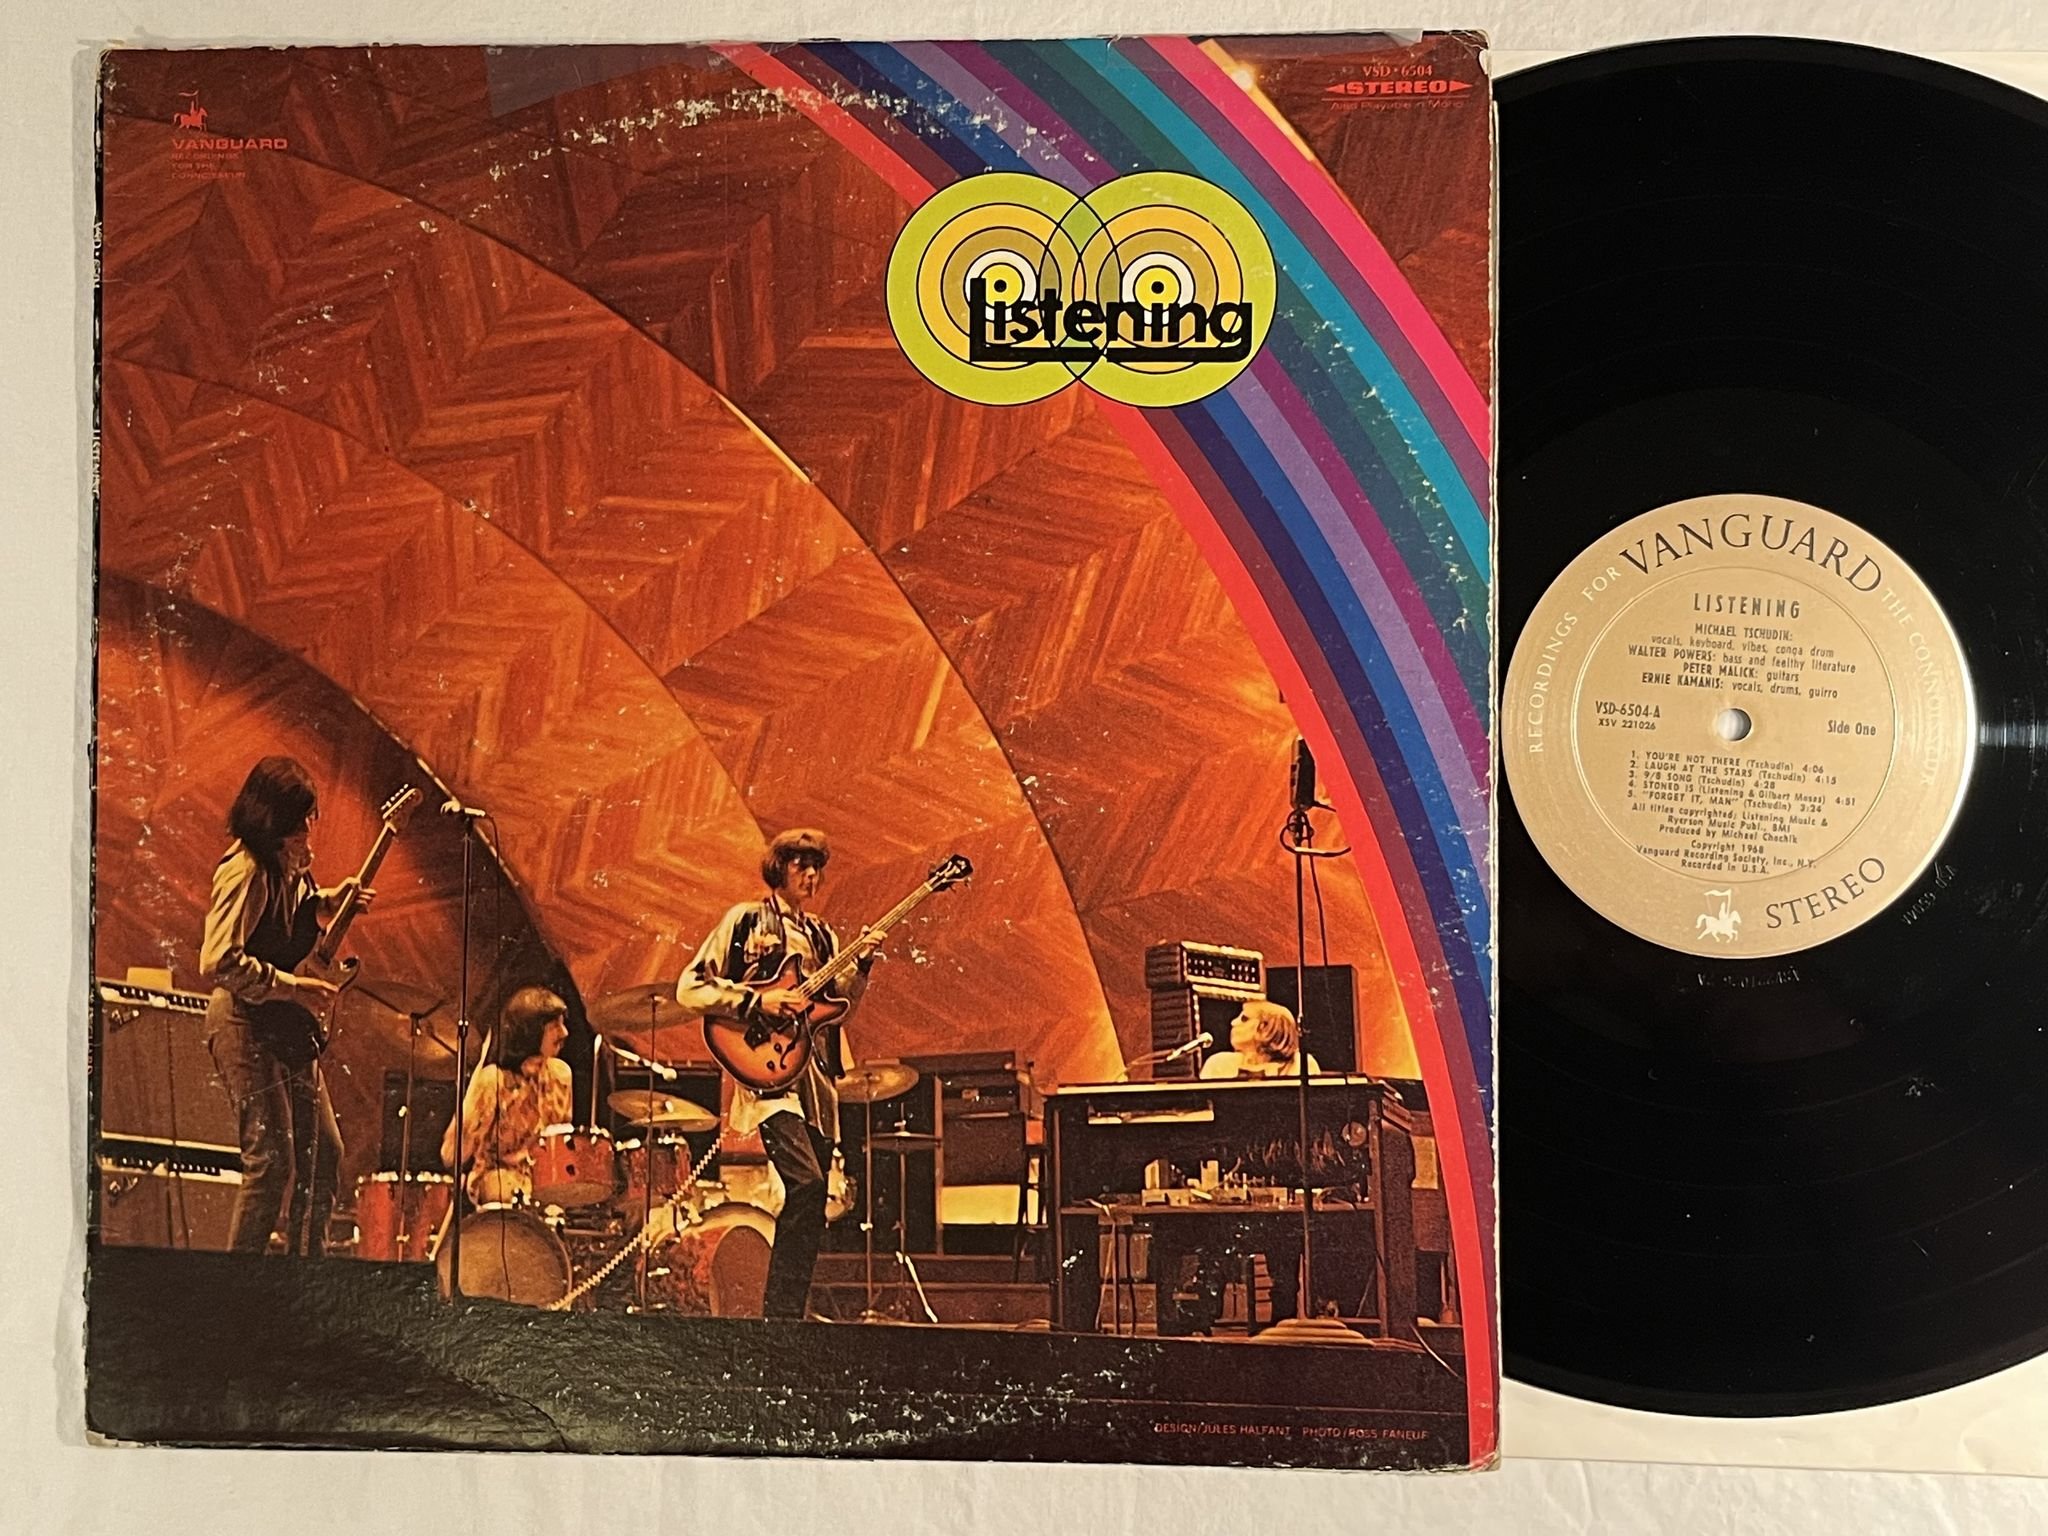 VANGUARD
RECORDINGS
FOR THE
CONNOISSEUR
VSD • 6504
STEREO
Also Playable in Mono
Listening
DESIGN/JULES HALFANT PHOTO/ROSS FANEUF
RECORDINGS FOR VANGUARD THE CONNOISSEUR
LISTENING
MICHAEL TSCHUDIN:
vocals, keyboard, vibes, conga drum
WALTER POWERS: bass and feelthy literature
PETER MALICK: guitars
ERNIE KAMANIS: vocals, drums, guirro
VSD-6504-A
XSV 221026
Side One
1. YOU'RE NOT THERE (Tschudin) 4:06
2. LAUGH AT THE STARS (Tschudin) 4:15
3. 9/8 SONG (Tschudin) 4:28
4. STONED IS (Listening & Gilbert Moses) 4:51
5. "FORGET IT, MAN" (Tschudin) 3:24
All titles copyrighted; Listening Music &
Ryerson Music Publ., BMI
Produced by Michael Chechik
Copyright 1968
Vanguard Recording Society, Inc., N.Y.
Recorded in U.S.A.
STEREO